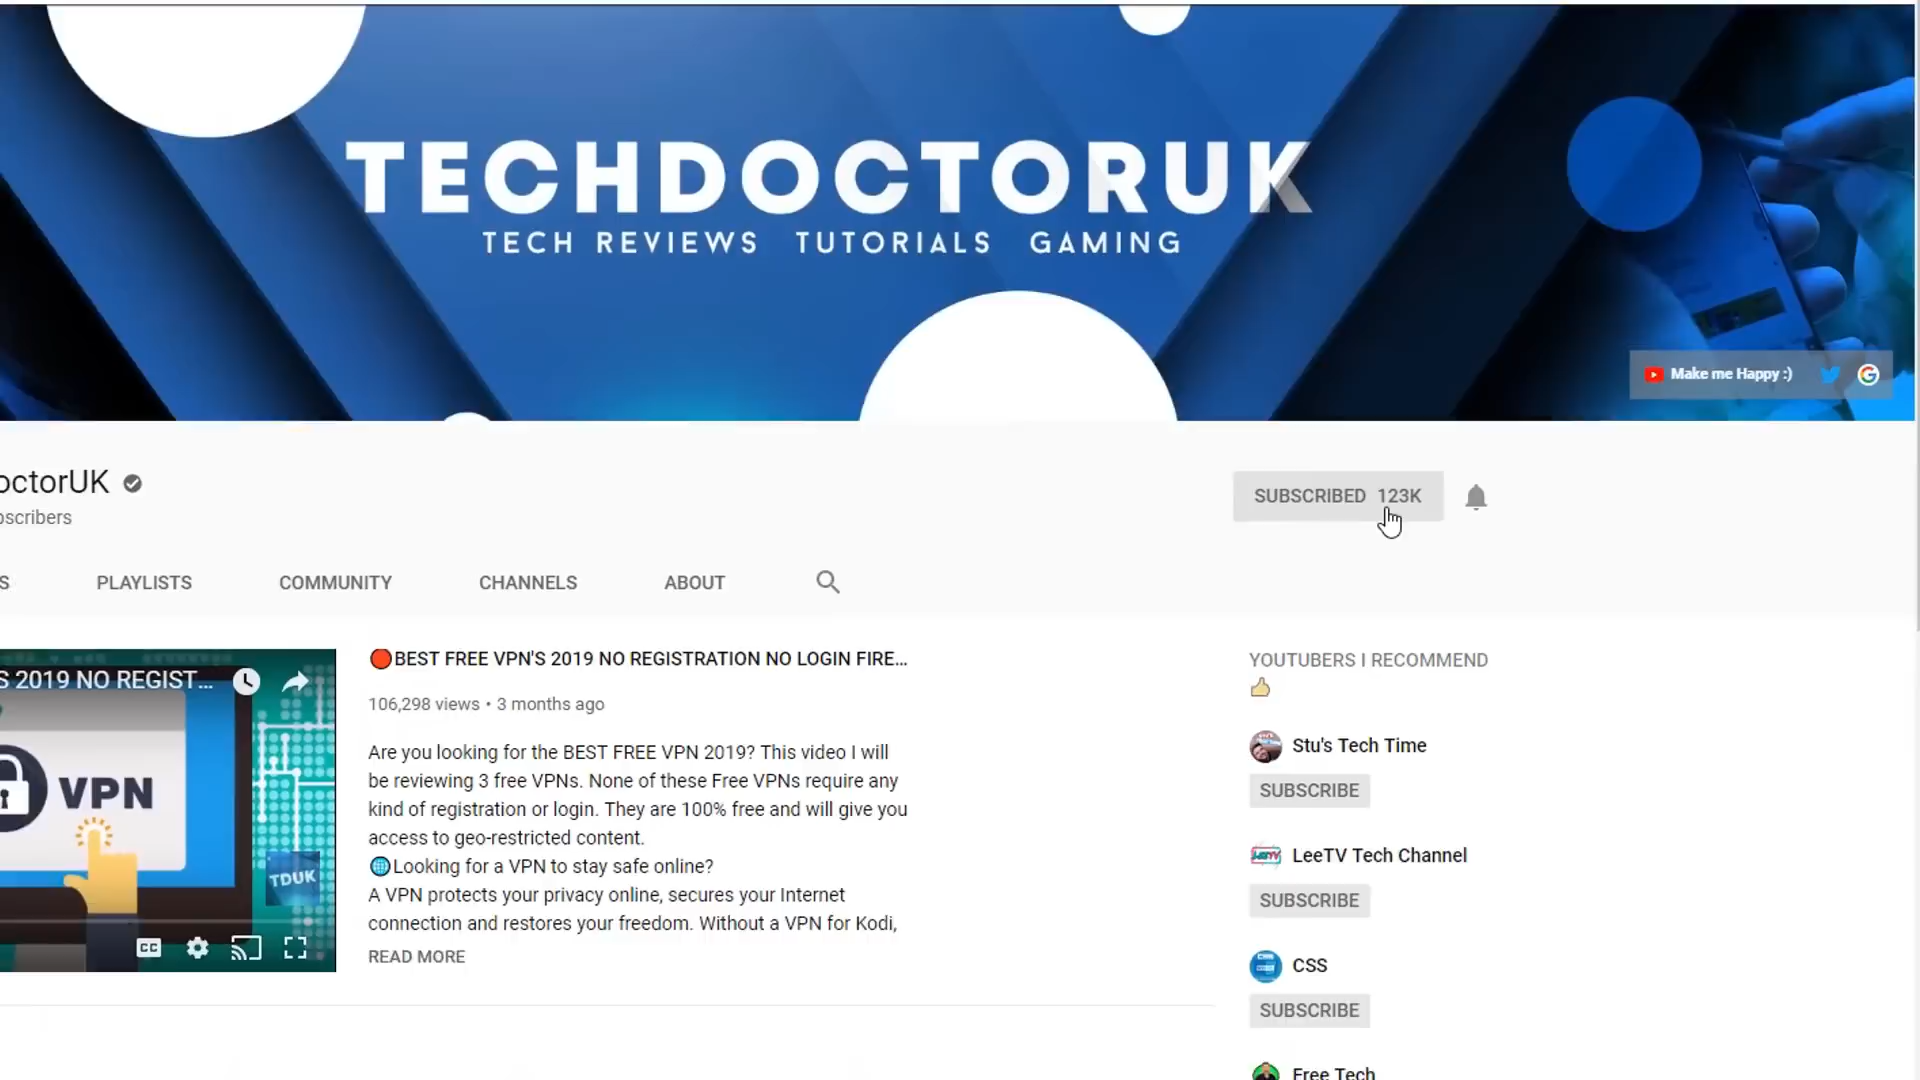 TECHDOCTORUK
TECH REVIEWS TUTORIALS GAMING
Make me Happy :)
octorUK
bscribers
SUBSCRIBED 123K
S PLAYLISTS COMMUNITY CHANNELS ABOUT
S 2019 NO REGIST...
VPN
TDUK
CC
🔴BEST FREE VPN'S 2019 NO REGISTRATION NO LOGIN FIRE...
106,298 views • 3 months ago
Are you looking for the BEST FREE VPN 2019? This video I will
be reviewing 3 free VPNs. None of these Free VPNs require any
kind of registration or login. They are 100% free and will give you
access to geo-restricted content.
🌐Looking for a VPN to stay safe online?
A VPN protects your privacy online, secures your Internet
connection and restores your freedom. Without a VPN for Kodi,
READ MORE
YOUTUBERS I RECOMMEND
👍
Stu's Tech Time
SUBSCRIBE
LeeTV Tech Channel
SUBSCRIBE
CSS
SUBSCRIBE
Free Tech